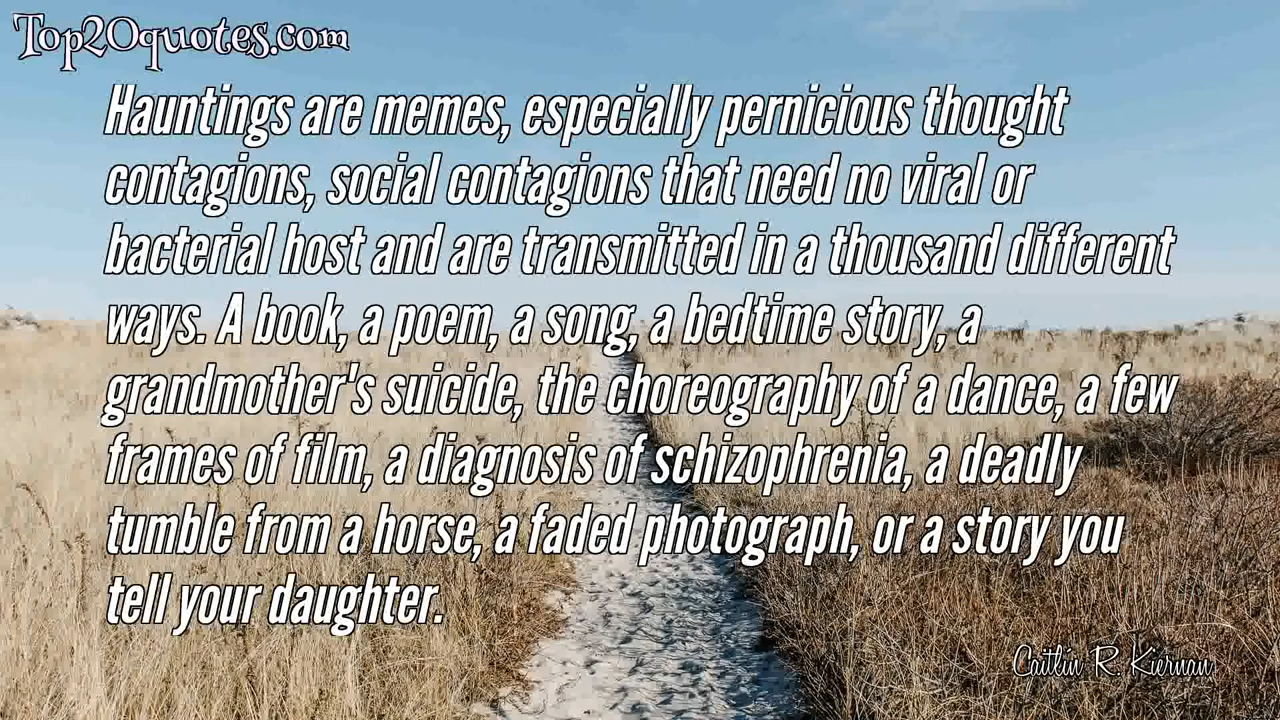 Top20quotes.com
Hauntings are memes, especially pernicious thought
contagions, social contagions that need no viral or
bacterial host and are transmitted in a thousand different
ways. A book, a poem, a song, a bedtime story, a
grandmother's suicide, the choreography of a dance, a few
frames of film, a diagnosis of schizophrenia, a deadly
tumble from a horse, a faded photograph, or a story you
tell your daughter.
Caitlín R. Kiernan